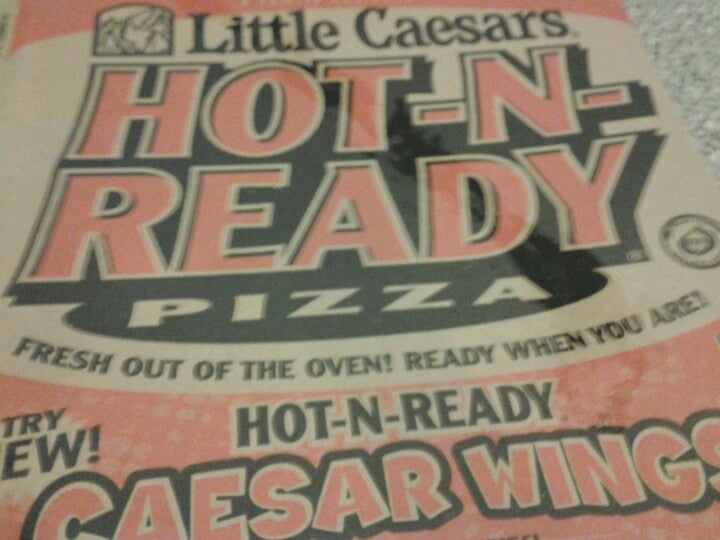 Little Caesars
HOT-N-
READY
PIZZA
FRESH OUT OF THE OVEN! READY WHEN YOU ARE!
TRY
EW!
HOT-N-READY
CAESAR WINGS